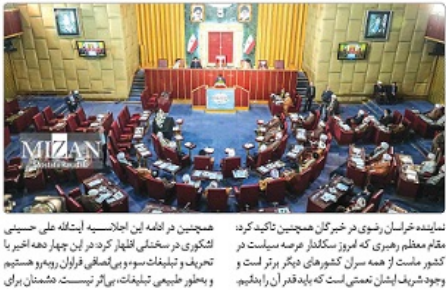 MIZAN
نماینده خراسان رضوی در خبرگان همچنین تاکید کرد:
مقام معظم رهبری که امروز سکاندار عرصه سیاست در
کشور ماست از همه سران کشورهای دیگر برتر است و
وجود شریف ایشان نعمتی است که باید قدر آن را بدانیم.
همچنین در ادامه این اجلاسیه آیت‌الله علی حسینی
اشکوری در سخنانی اظهار کرد: در این چهار دهه اخیر با
تحریف و تبلیغات سوء و بی‌انصافی فراوان روبه‌رو هستیم
و به‌طور طبیعی تبلیغات، بی‌اثر نیست. دشمنان برای